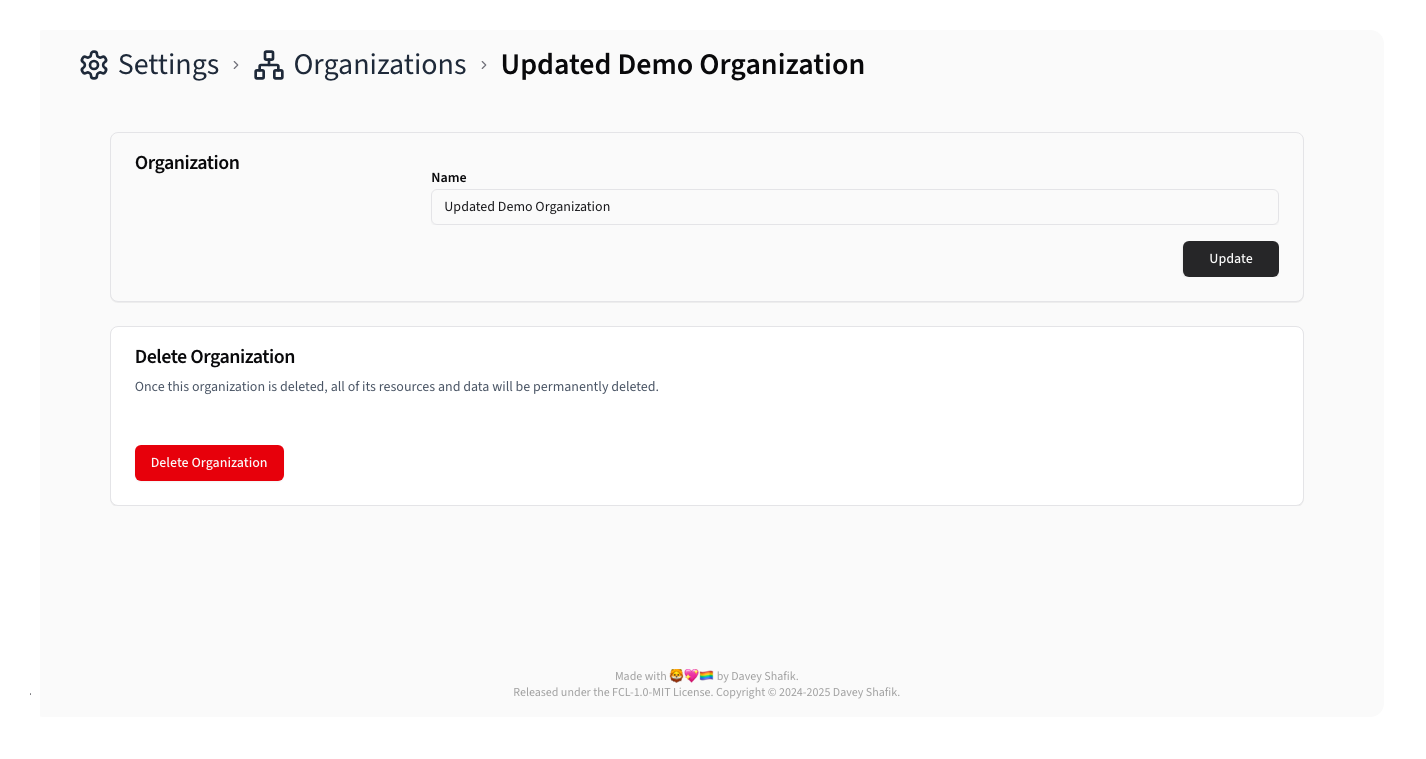 Settings › Organizations › Updated Demo Organization
Organization
Name
Updated Demo Organization
Update
Delete Organization
Once this organization is deleted, all of its resources and data will be permanently deleted.
Delete Organization
Made with 🦁💖🏳️‍🌈 by Davey Shafik.
Released under the FCL-1.0-MIT License. Copyright © 2024-2025 Davey Shafik.